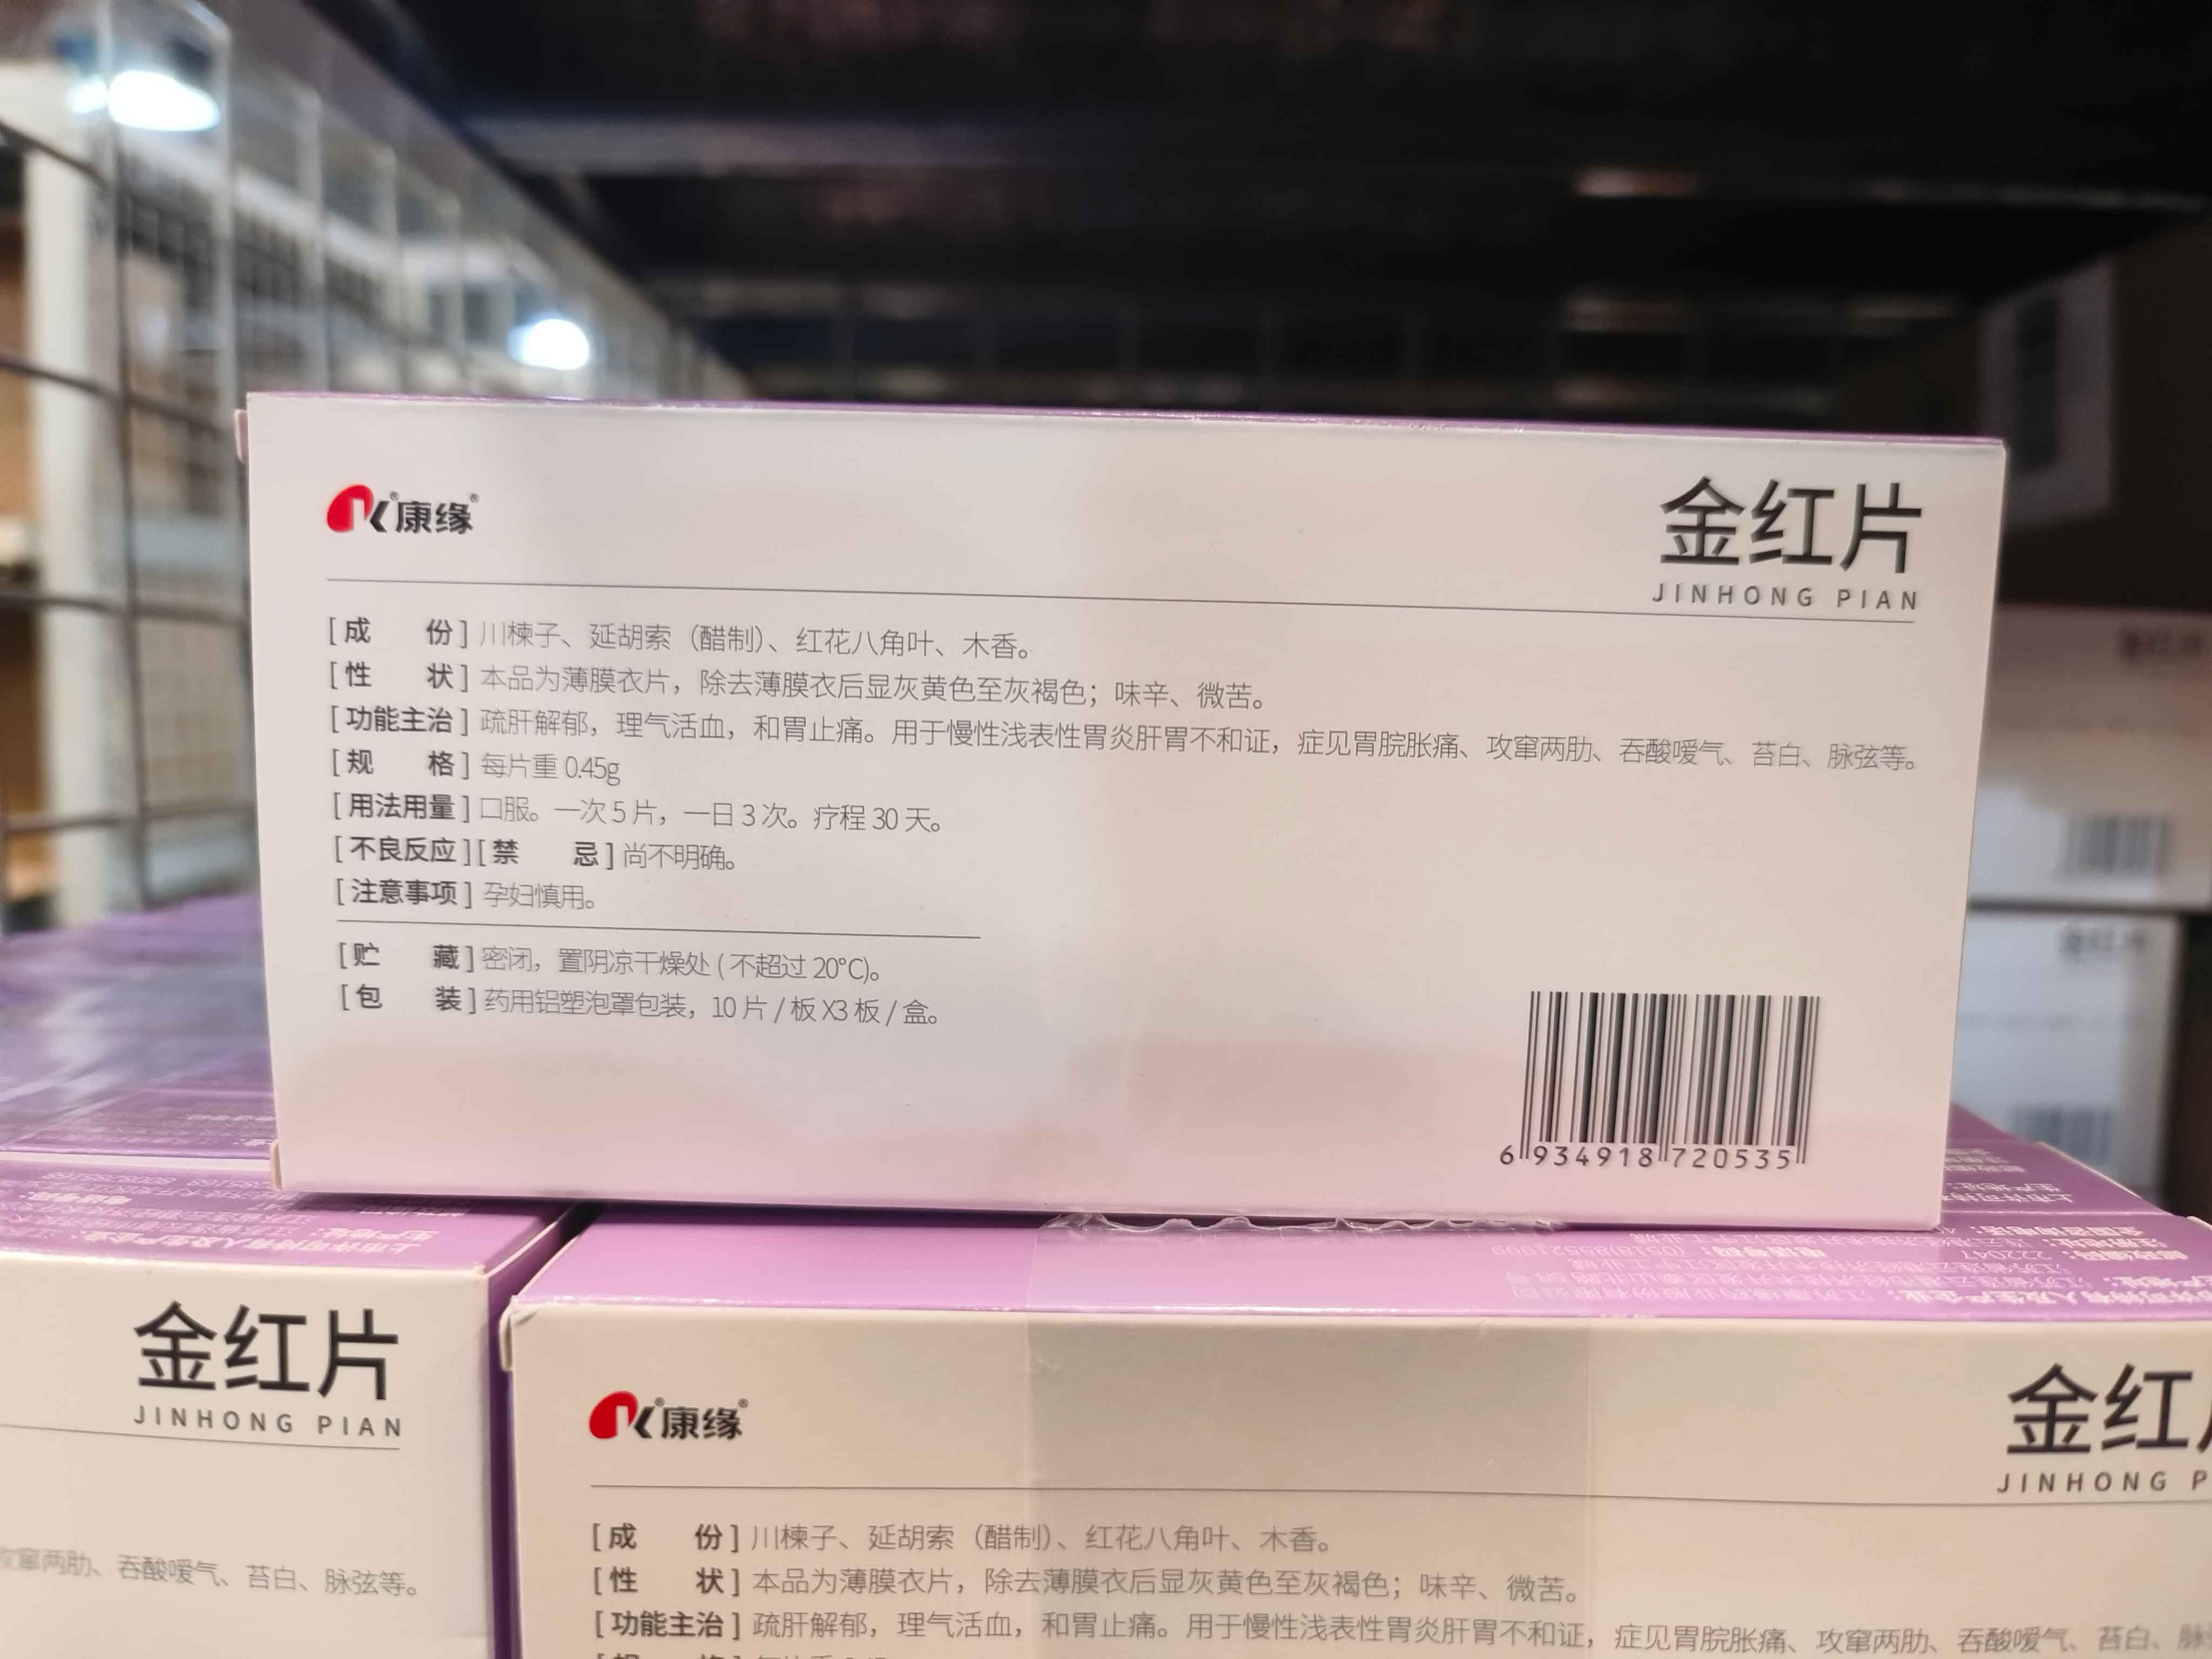 康缘
金红片
JINHONG PIAN
[成 份] 川楝子、延胡索（醋制）、红花八角叶、木香。
[性 状] 本品为薄膜衣片，除去薄膜衣后显灰黄色至灰褐色；味辛、微苦。
[功能主治] 疏肝解郁，理气活血，和胃止痛。用于慢性浅表性胃炎肝胃不和证，症见胃脘胀痛、攻窜两肋、吞酸嗳气、苔白、脉弦等。
[规 格] 每片重 0.45g
[用法用量] 口服。一次 5 片，一日 3 次。疗程 30 天。
[不良反应][禁 忌] 尚不明确。
[注意事项] 孕妇慎用。
[贮 藏] 密闭，置阴凉干燥处 ( 不超过 20°C)。
[包 装] 药用铝塑泡罩包装，10 片 / 板 X3 板 / 盒。
6 934918 720535
金红片
JINHONG PIAN
攻窜两肋、吞酸嗳气、苔白、脉弦等。
康缘
金红
JINHONG P
[成 份] 川楝子、延胡索（醋制）、红花八角叶、木香。
[性 状] 本品为薄膜衣片，除去薄膜衣后显灰黄色至灰褐色；味辛、微苦。
[功能主治] 疏肝解郁，理气活血，和胃止痛。用于慢性浅表性胃炎肝胃不和证，症见胃脘胀痛、攻窜两肋、吞酸嗳气、苔白、